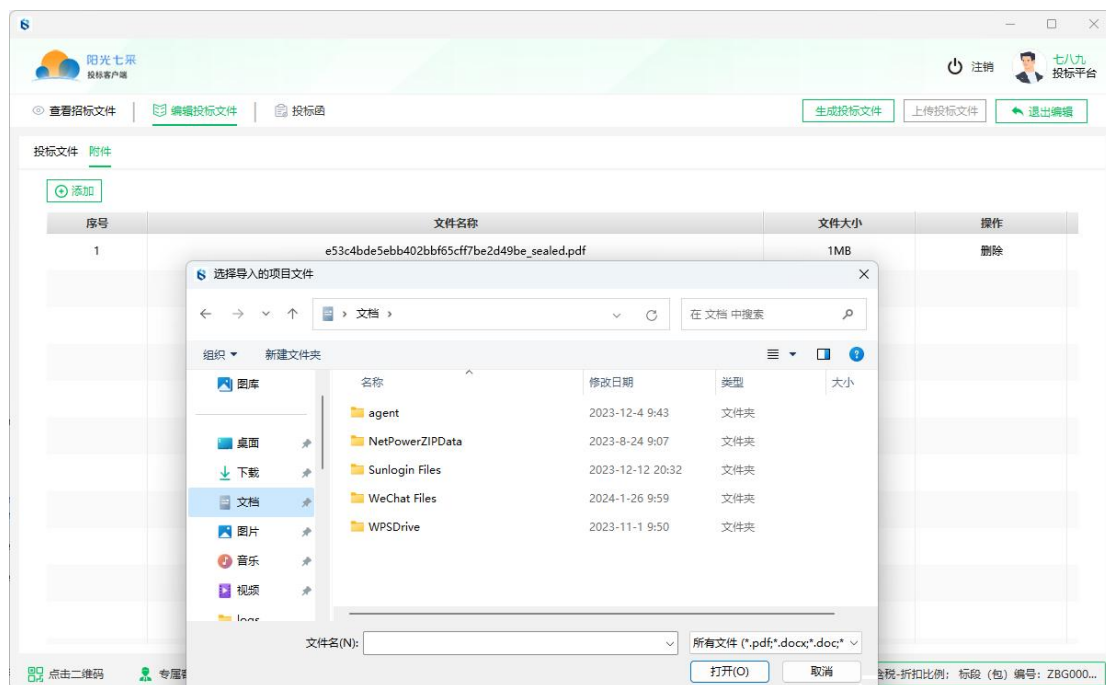 阳光七采
投标客户端
注销
七八九
投标平台
查看招标文件
编辑投标文件
投标函
生成投标文件
上传投标文件
退出编辑
投标文件 附件
添加
序号 文件名称 文件大小 操作
1 e53c4bde5ebb402bbf65cff7be2d49be_sealed.pdf 1MB 删除
选择导入的项目文件
文档
在 文档 中搜索
组织 新建文件夹
名称 修改日期 类型 大小
图库
桌面
下载
文档
图片
音乐
视频
logs
agent 2023-12-4 9:43 文件夹
NetPowerZIPData 2023-8-24 9:07 文件夹
Sunlogin Files 2023-12-12 20:32 文件夹
WeChat Files 2024-1-26 9:59 文件夹
WPSDrive 2023-11-1 9:50 文件夹
文件名(N): 所有文件 (*.pdf;*.docx;*.doc;*
打开(O) 取消
点击二维码 专属 税-折扣比例; 标段 (包) 编号: ZBG000...